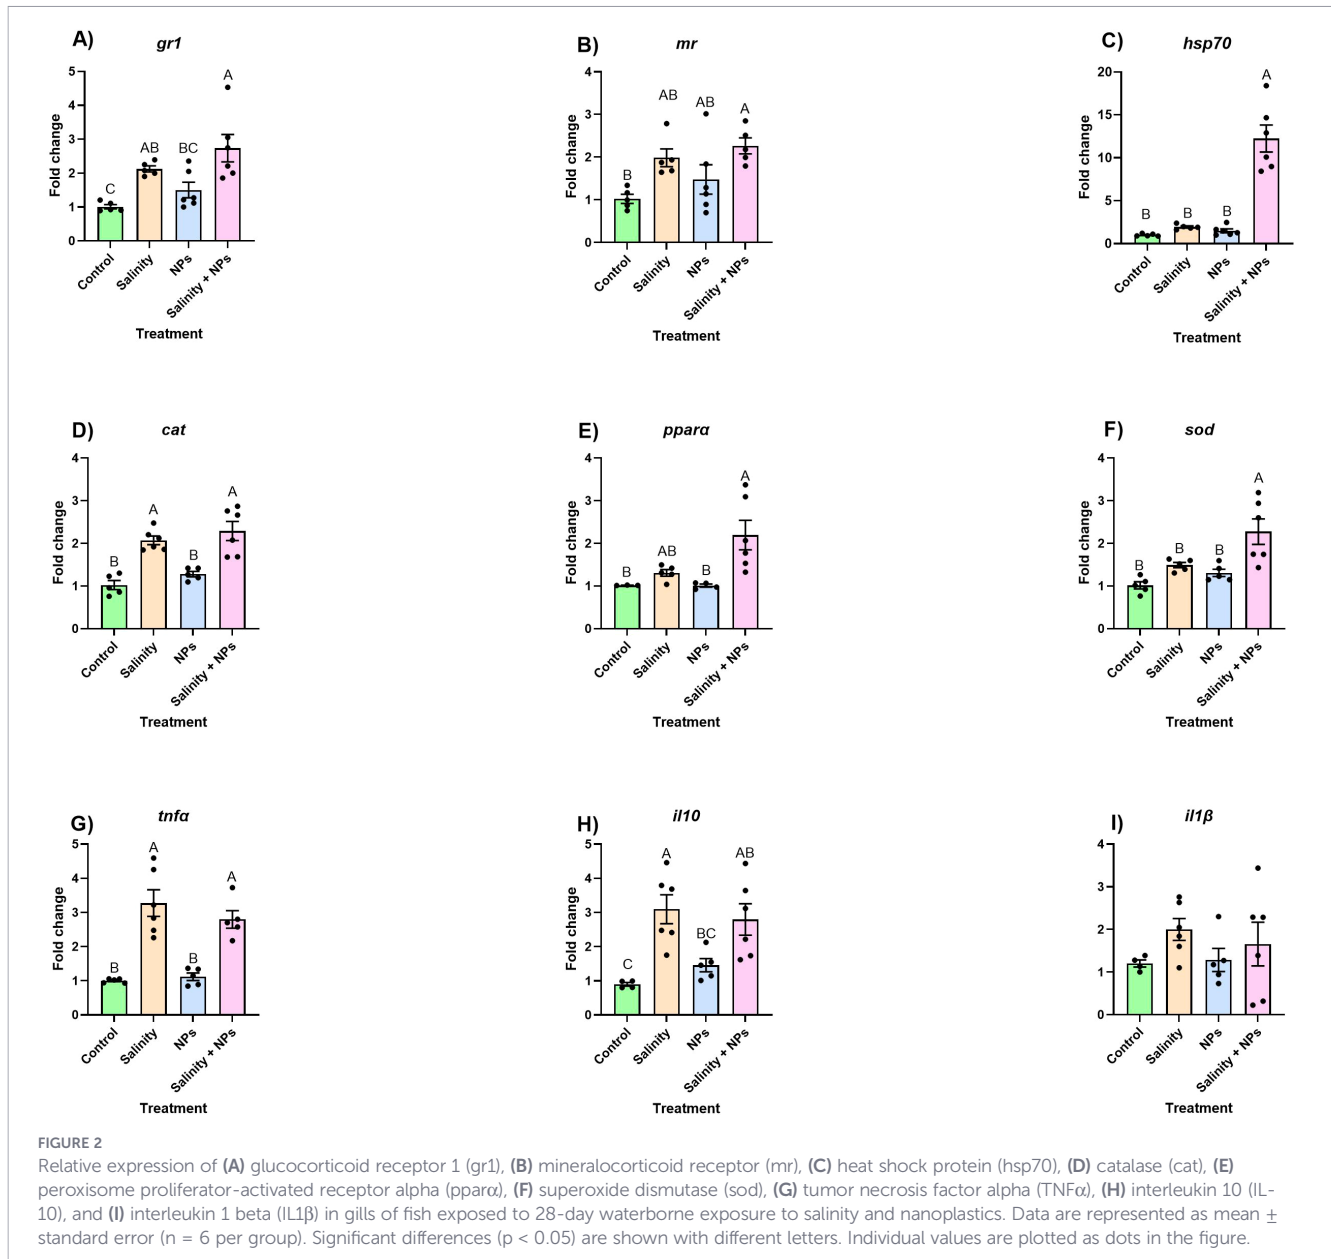 A) gr1
Fold change
5
4
3
2
1
0
C
AB
BC
A
Control
Salinity
NPs
Salinity + NPs
Treatment
B) mr
Fold change
4
3
2
1
0
B
AB
AB
A
Control
Salinity
NPs
Salinity + NPs
Treatment
C) hsp70
Fold change
20
15
10
5
0
B
B
B
A
Control
Salinity
NPs
Salinity + NPs
Treatment
D) cat
Fold change
4
3
2
1
0
B
A
B
A
Control
Salinity
NPs
Salinity + NPs
Treatment
E) pparα
Fold change
4
3
2
1
0
B
AB
B
A
Control
Salinity
NPs
Salinity + NPs
Treatment
F) sod
Fold change
4
3
2
1
0
B
B
B
A
Control
Salinity
NPs
Salinity + NPs
Treatment
G) tnfα
Fold change
5
4
3
2
1
0
B
A
B
A
Control
Salinity
NPs
Salinity + NPs
Treatment
H) il10
Fold change
5
4
3
2
1
0
C
A
BC
AB
Control
Salinity
NPs
Salinity + NPs
Treatment
I) il1β
Fold change
4
3
2
1
0
Control
Salinity
NPs
Salinity + NPs
Treatment
FIGURE 2
Relative expression of (A) glucocorticoid receptor 1 (gr1), (B) mineralocorticoid receptor (mr), (C) heat shock protein (hsp70), (D) catalase (cat), (E)
peroxisome proliferator-activated receptor alpha (pparα), (F) superoxide dismutase (sod), (G) tumor necrosis factor alpha (TNFα), (H) interleukin 10 (IL-
10), and (I) interleukin 1 beta (IL1β) in gills of fish exposed to 28-day waterborne exposure to salinity and nanoplastics. Data are represented as mean ±
standard error (n = 6 per group). Significant differences (p < 0.05) are shown with different letters. Individual values are plotted as dots in the figure.